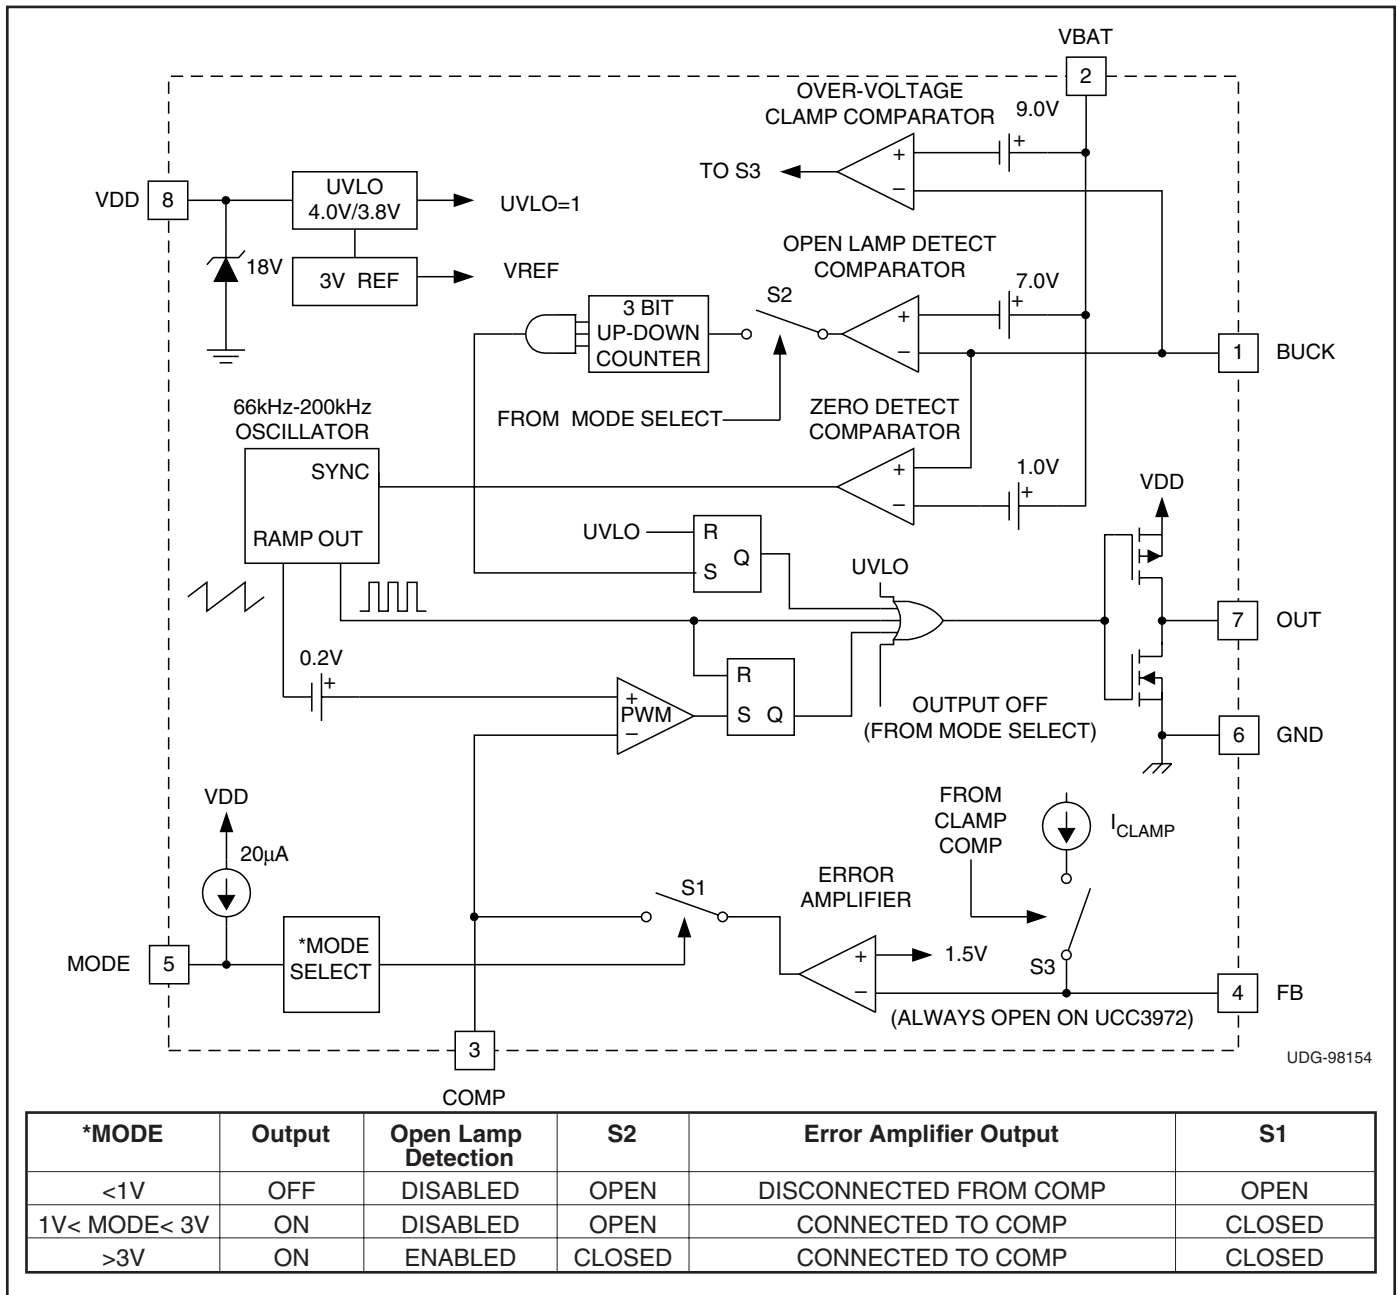 VBAT
2
OVER-VOLTAGE
CLAMP COMPARATOR
9.0V
+
+
–
TO S3
VDD
8
UVLO
4.0V/3.8V
UVLO=1
18V
3V REF
VREF
OPEN LAMP DETECT
COMPARATOR
7.0V
+
S2
3 BIT
UP-DOWN
COUNTER
+
–
1
BUCK
FROM MODE SELECT
ZERO DETECT
COMPARATOR
66kHz-200kHz
OSCILLATOR
SYNC
RAMP OUT
+
–
1.0V
+
VDD
UVLO
R
S
Q
UVLO
7
OUT
0.2V
+
+
PWM
–
R
S Q
OUTPUT OFF
(FROM MODE SELECT)
6
GND
VDD
20µA
FROM
CLAMP
COMP
ICLAMP
S1
ERROR
AMPLIFIER
MODE
5
*MODE
SELECT
+
–
1.5V
S3
4
FB
(ALWAYS OPEN ON UCC3972)
3
COMP
UDG-98154
*MODE Output Open Lamp Detection S2 Error Amplifier Output S1
<1V OFF DISABLED OPEN DISCONNECTED FROM COMP OPEN
1V< MODE< 3V ON DISABLED OPEN CONNECTED TO COMP CLOSED
>3V ON ENABLED CLOSED CONNECTED TO COMP CLOSED